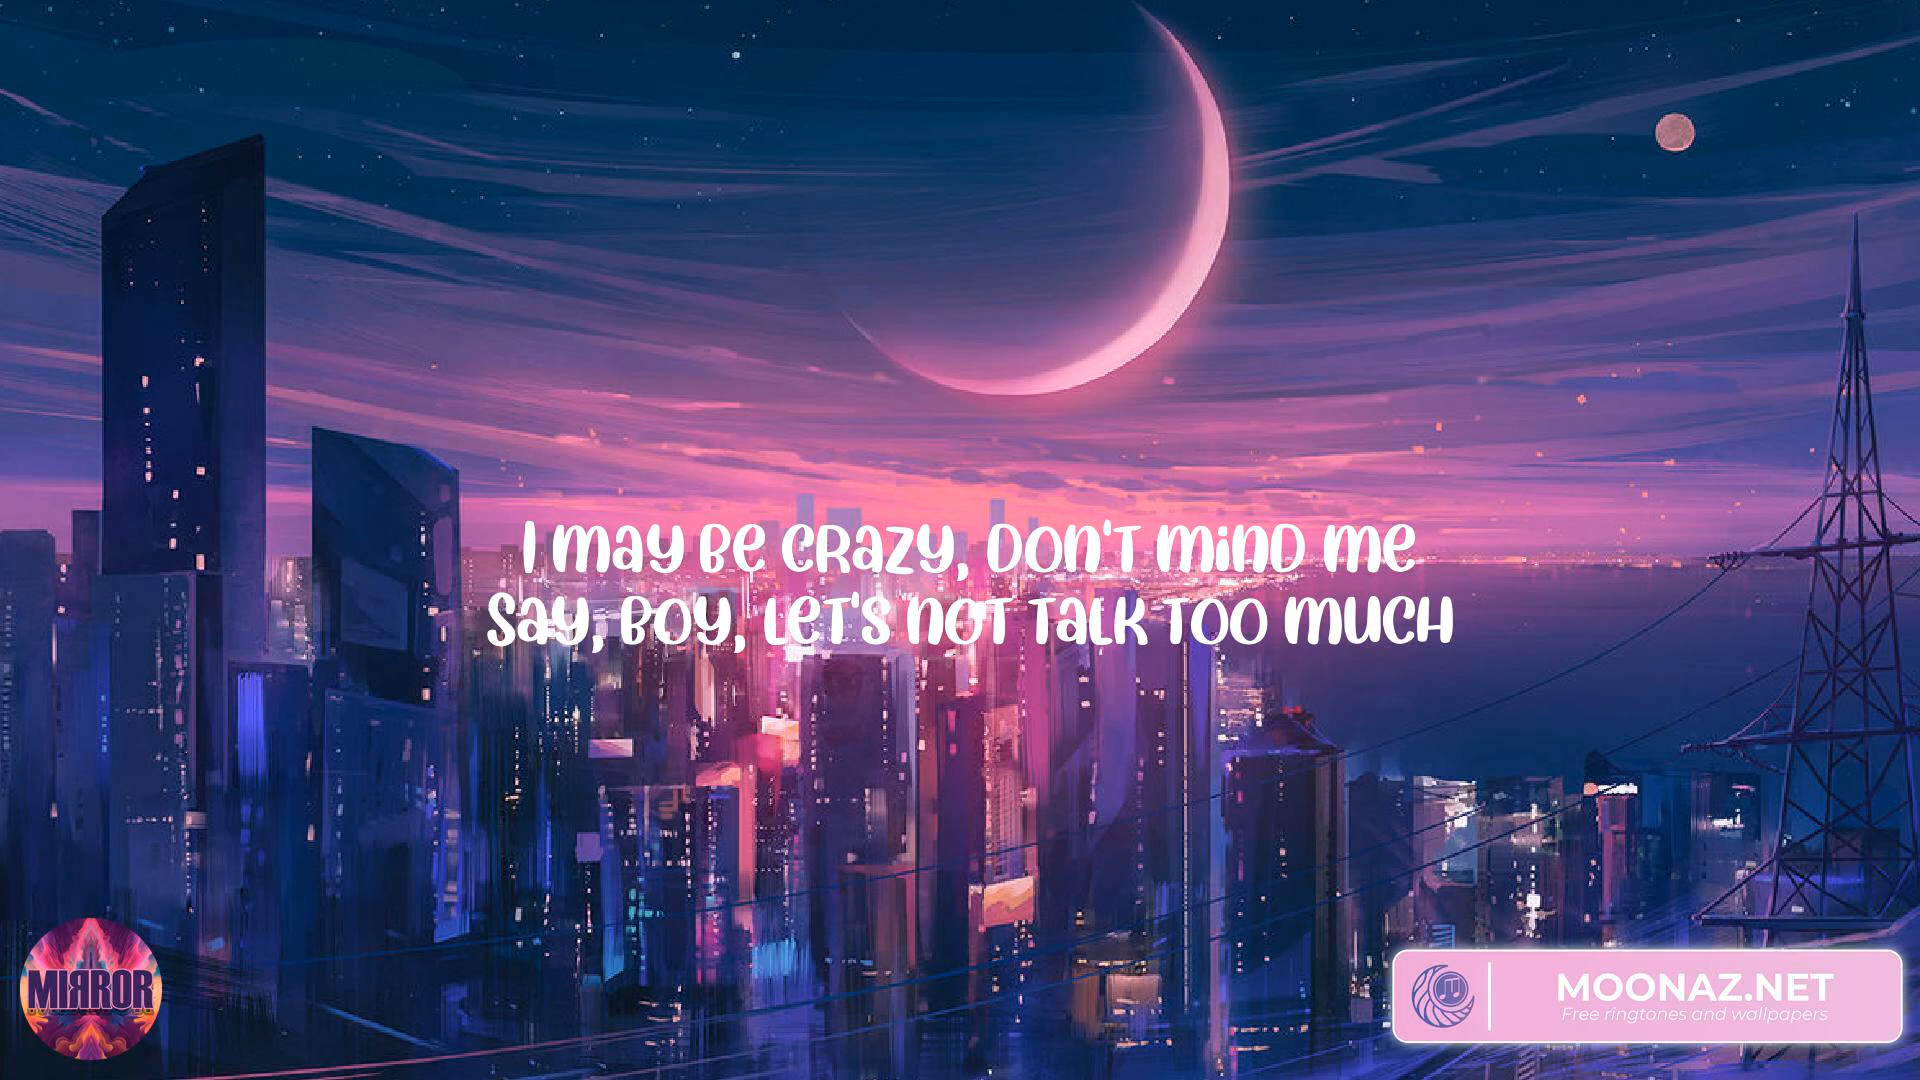 I may be crazy, don't mind me
Say, boy, let's not talk too much
MIRROR
MOONAZ.NET
Free ringtones and wallpapers